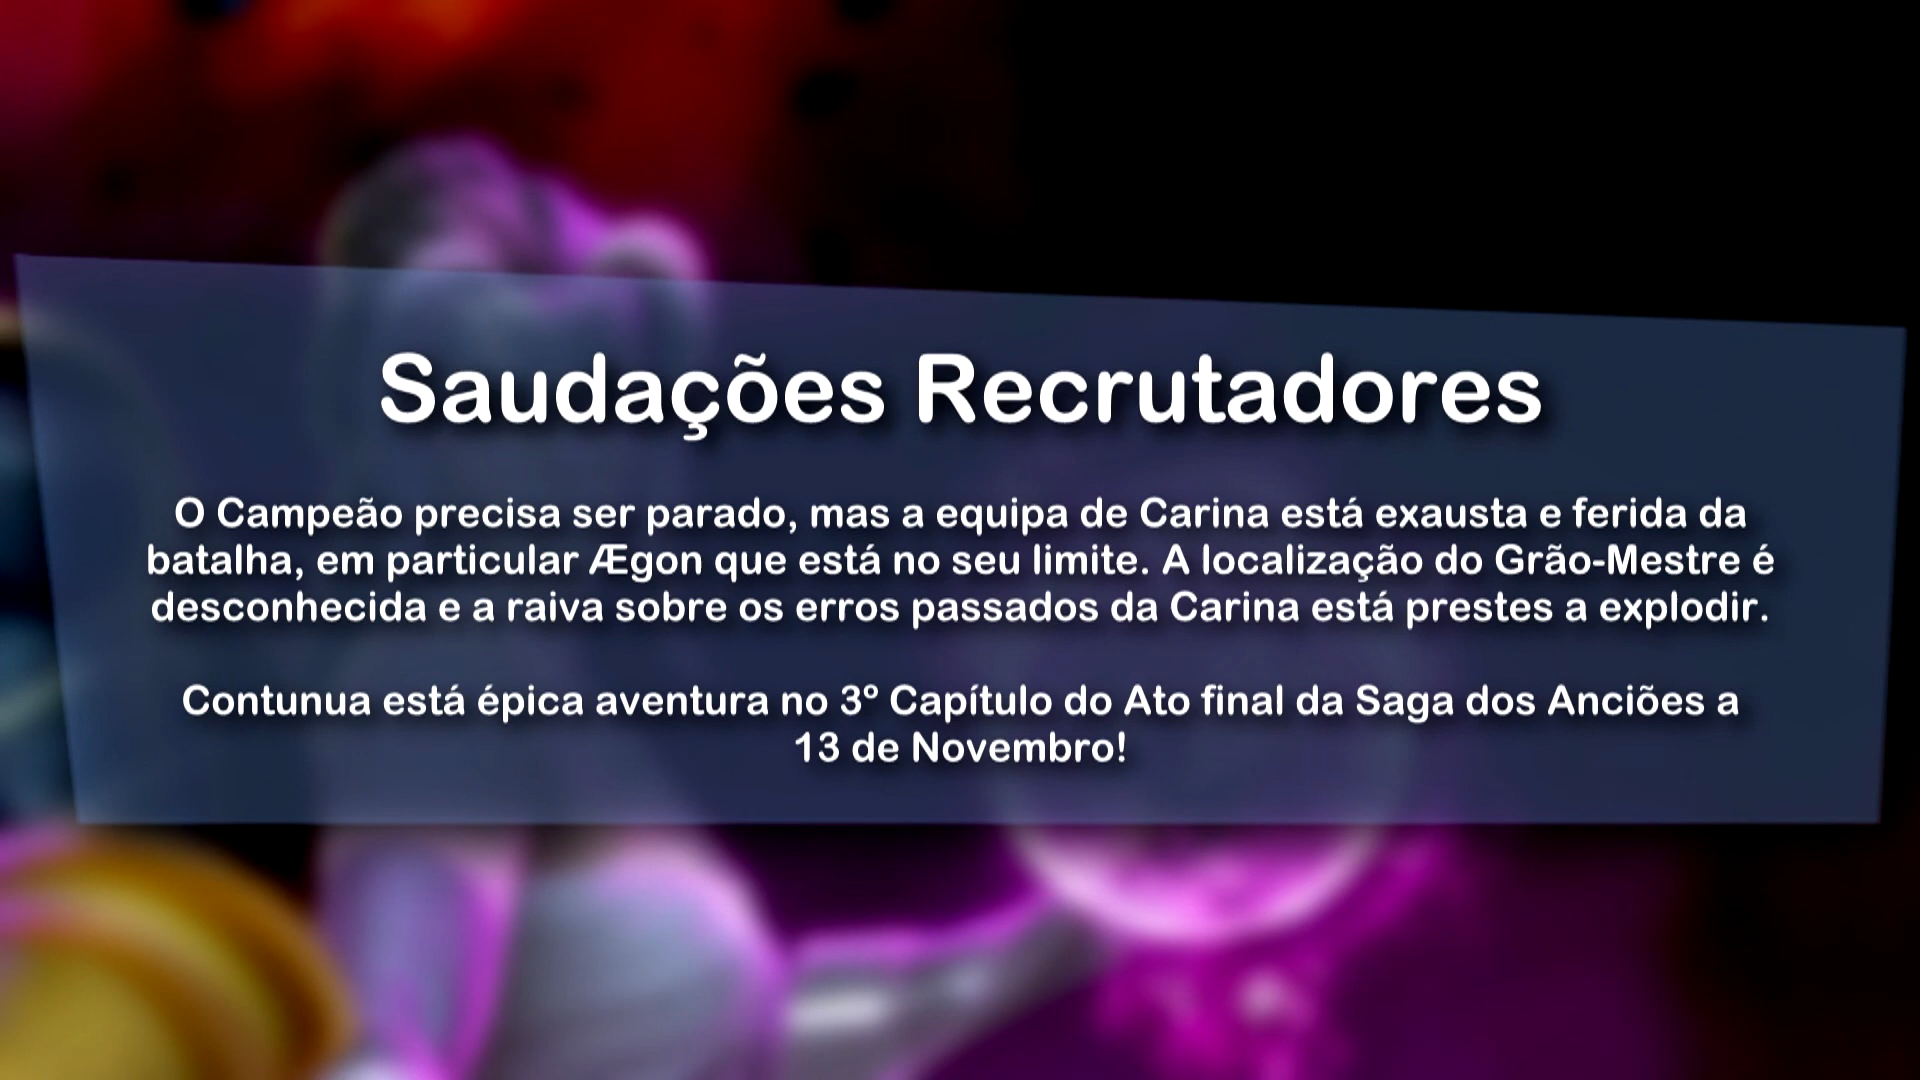 Saudações Recrutadores
O Campeão precisa ser parado, mas a equipa de Carina está exausta e ferida da
batalha, em particular Ægon que está no seu limite. A localização do Grão-Mestre é
desconhecida e a raiva sobre os erros passados da Carina está prestes a explodir.
Contunua está épica aventura no 3º Capítulo do Ato final da Saga dos Anciões a
13 de Novembro!